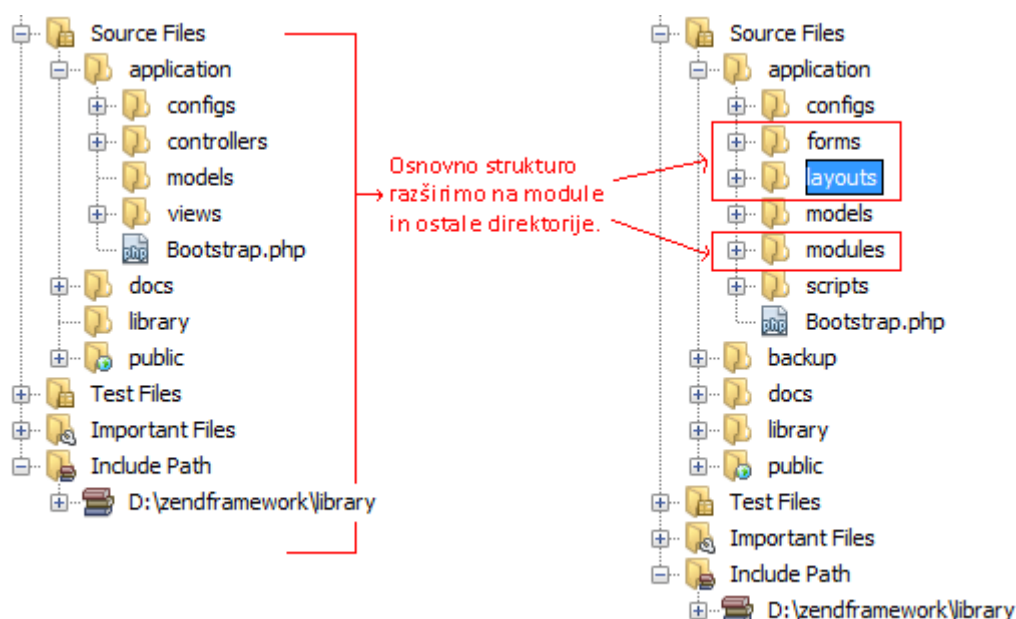 Source Files
application
configs
controllers
models
views
Bootstrap.php
docs
library
public
Test Files
Important Files
Include Path
D:\zendframework\library
Osnovno strukturo
razširimo na module
in ostale direktorije.
Source Files
application
configs
forms
layouts
models
modules
scripts
Bootstrap.php
backup
docs
library
public
Test Files
Important Files
Include Path
D:\zendframework\library